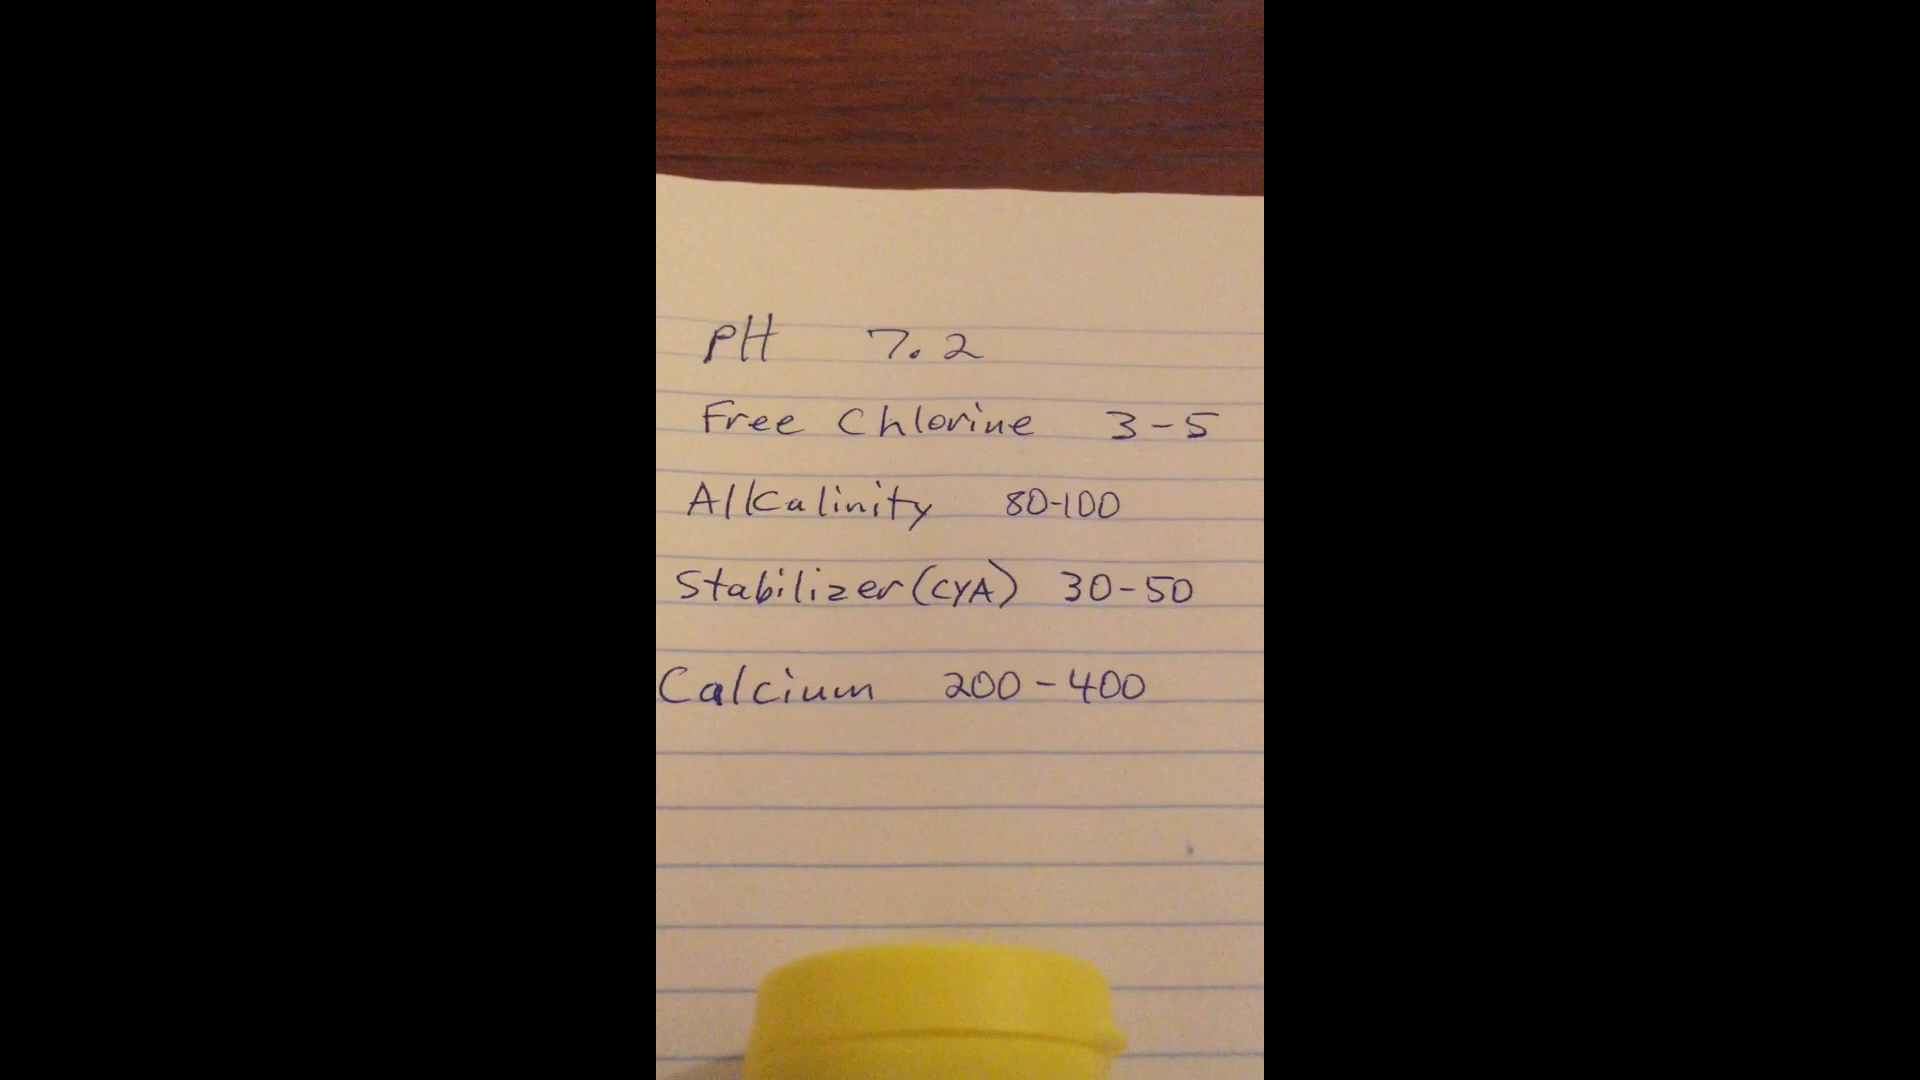 PH 7.2
Free Chlorine 3-5
Alkalinity 80-100
Stabilizer (CYA) 30-50
Calcium 200-400